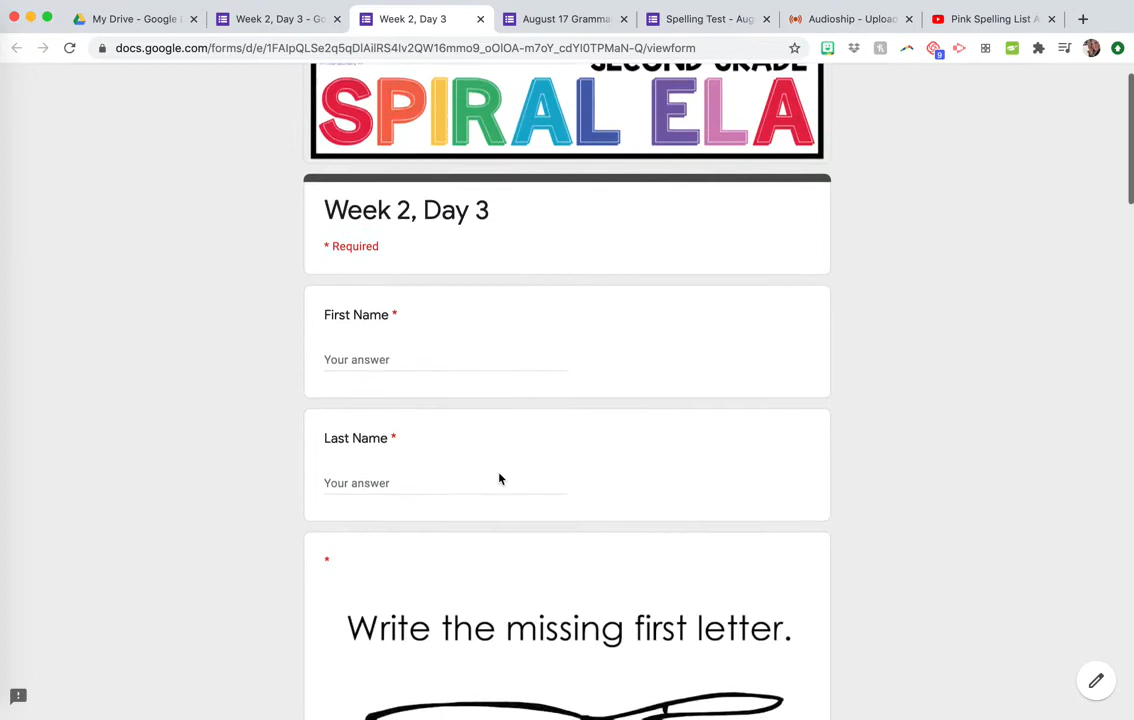 My Drive - Google
Week 2, Day 3 - Go
Week 2, Day 3
August 17 Gramma
Spelling Test - Aug
Audioship - Upload
Pink Spelling List A
docs.google.com/forms/d/e/1FAIpQLSe2q5qDlAilRS4Iv2QW16mmo9_oOIOA-m7oY_cdYI0TPMaN-Q/viewform
9
SECOND GRADE
SPIRAL ELA
Week 2, Day 3
* Required
First Name *
Your answer
Last Name *
Your answer
*
Write the missing first letter.